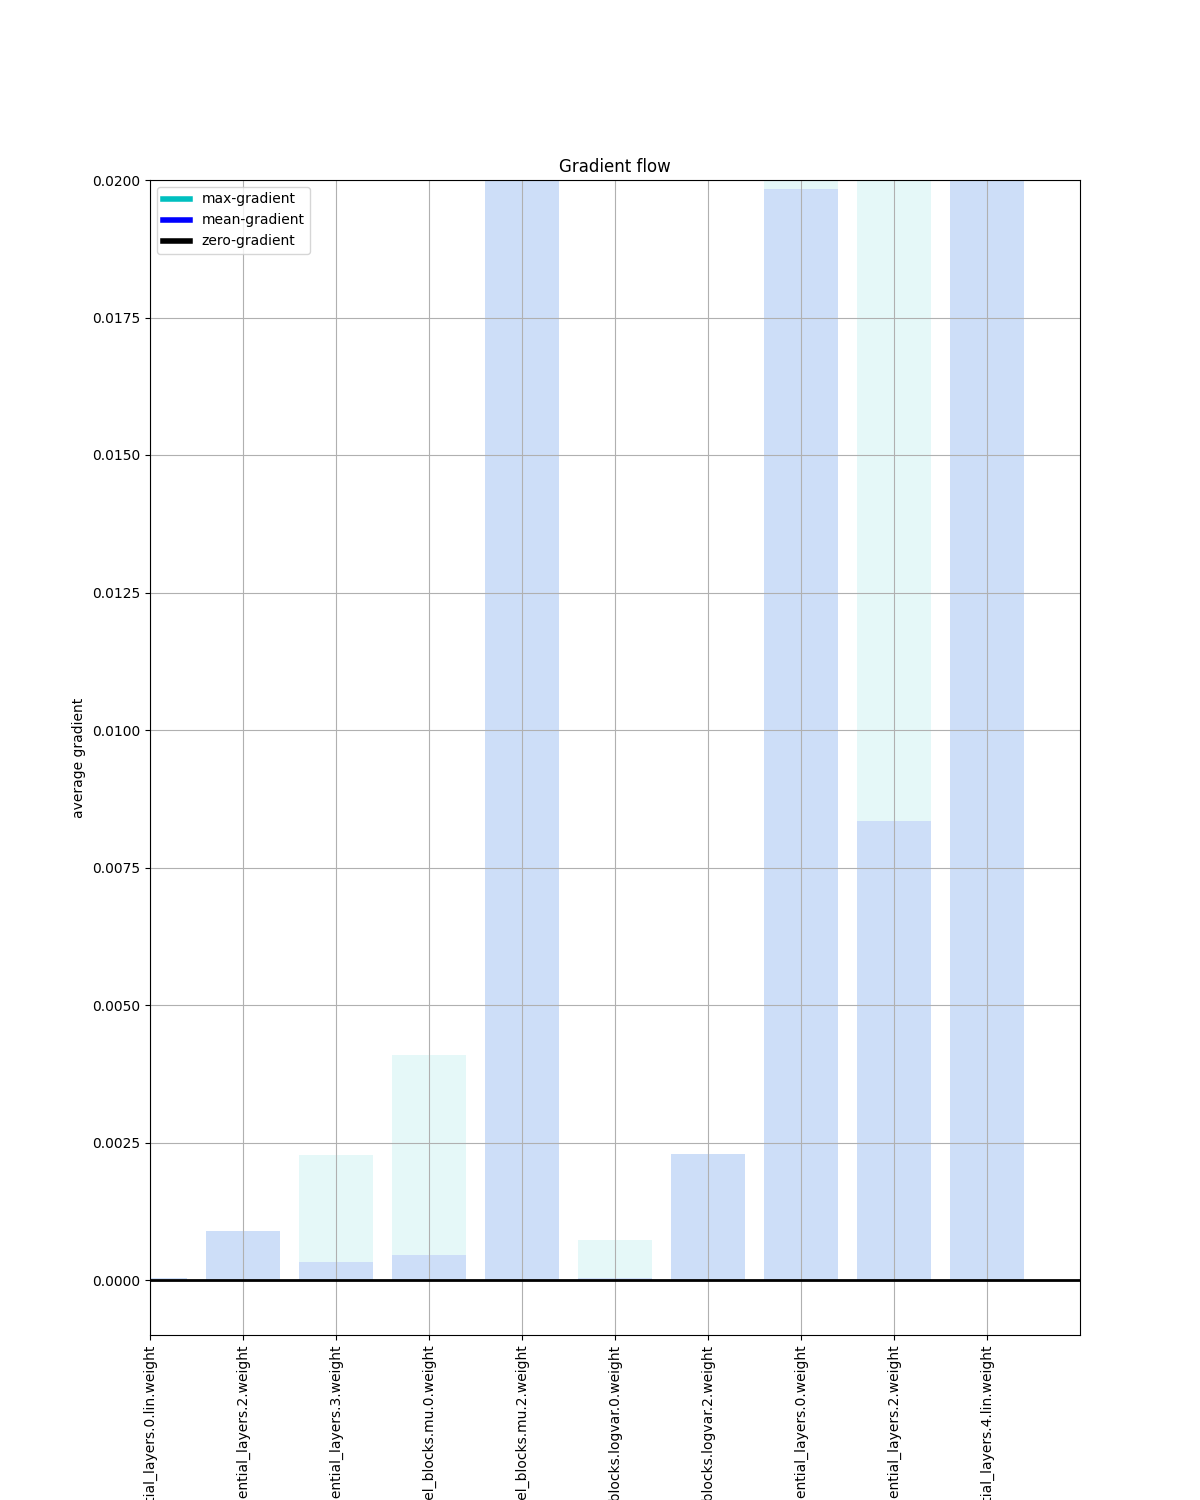 Gradient flow
max-gradient
mean-gradient
zero-gradient
0.0200
0.0175
0.0150
0.0125
0.0100
0.0075
0.0050
0.0025
0.0000
average gradient
tial_layers.0.lin.weight
ential_layers.2.weight
ential_layers.3.weight
el_blocks.mu.0.weight
el_blocks.mu.2.weight
blocks.logvar.0.weight
blocks.logvar.2.weight
ential_layers.0.weight
ential_layers.2.weight
tial_layers.4.lin.weight